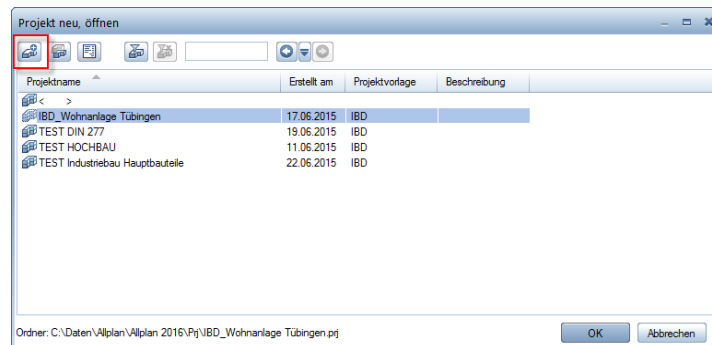 Projekt neu, öffnen
Projektname Erstellt am Projektvorlage Beschreibung
< >
IBD_Wohnanlage Tübingen 17.06.2015 IBD
TEST DIN 277 19.06.2015 IBD
TEST HOCHBAU 11.06.2015 IBD
TEST Industriebau Hauptbauteile 22.06.2015 IBD
Ordner: C:\Daten\Allplan\Allplan 2016\Prj\IBD_Wohnanlage Tübingen.prj OK Abbrechen